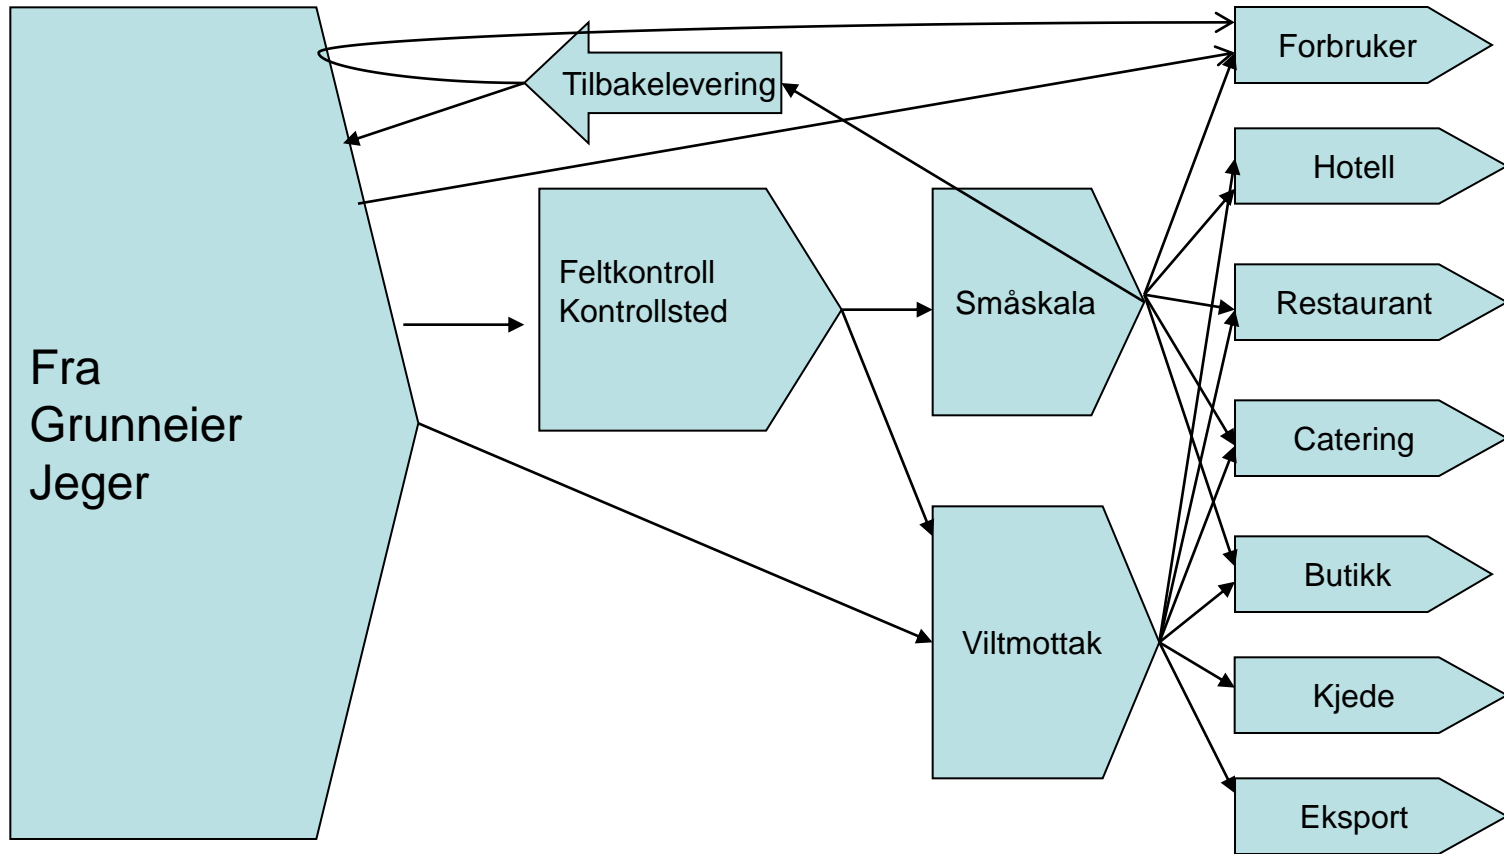 Fra
Grunneier
Jeger
Tilbakelevering
Feltkontroll
Kontrollsted
Småskala
Viltmottak
Forbruker
Hotell
Restaurant
Catering
Butikk
Kjede
Eksport